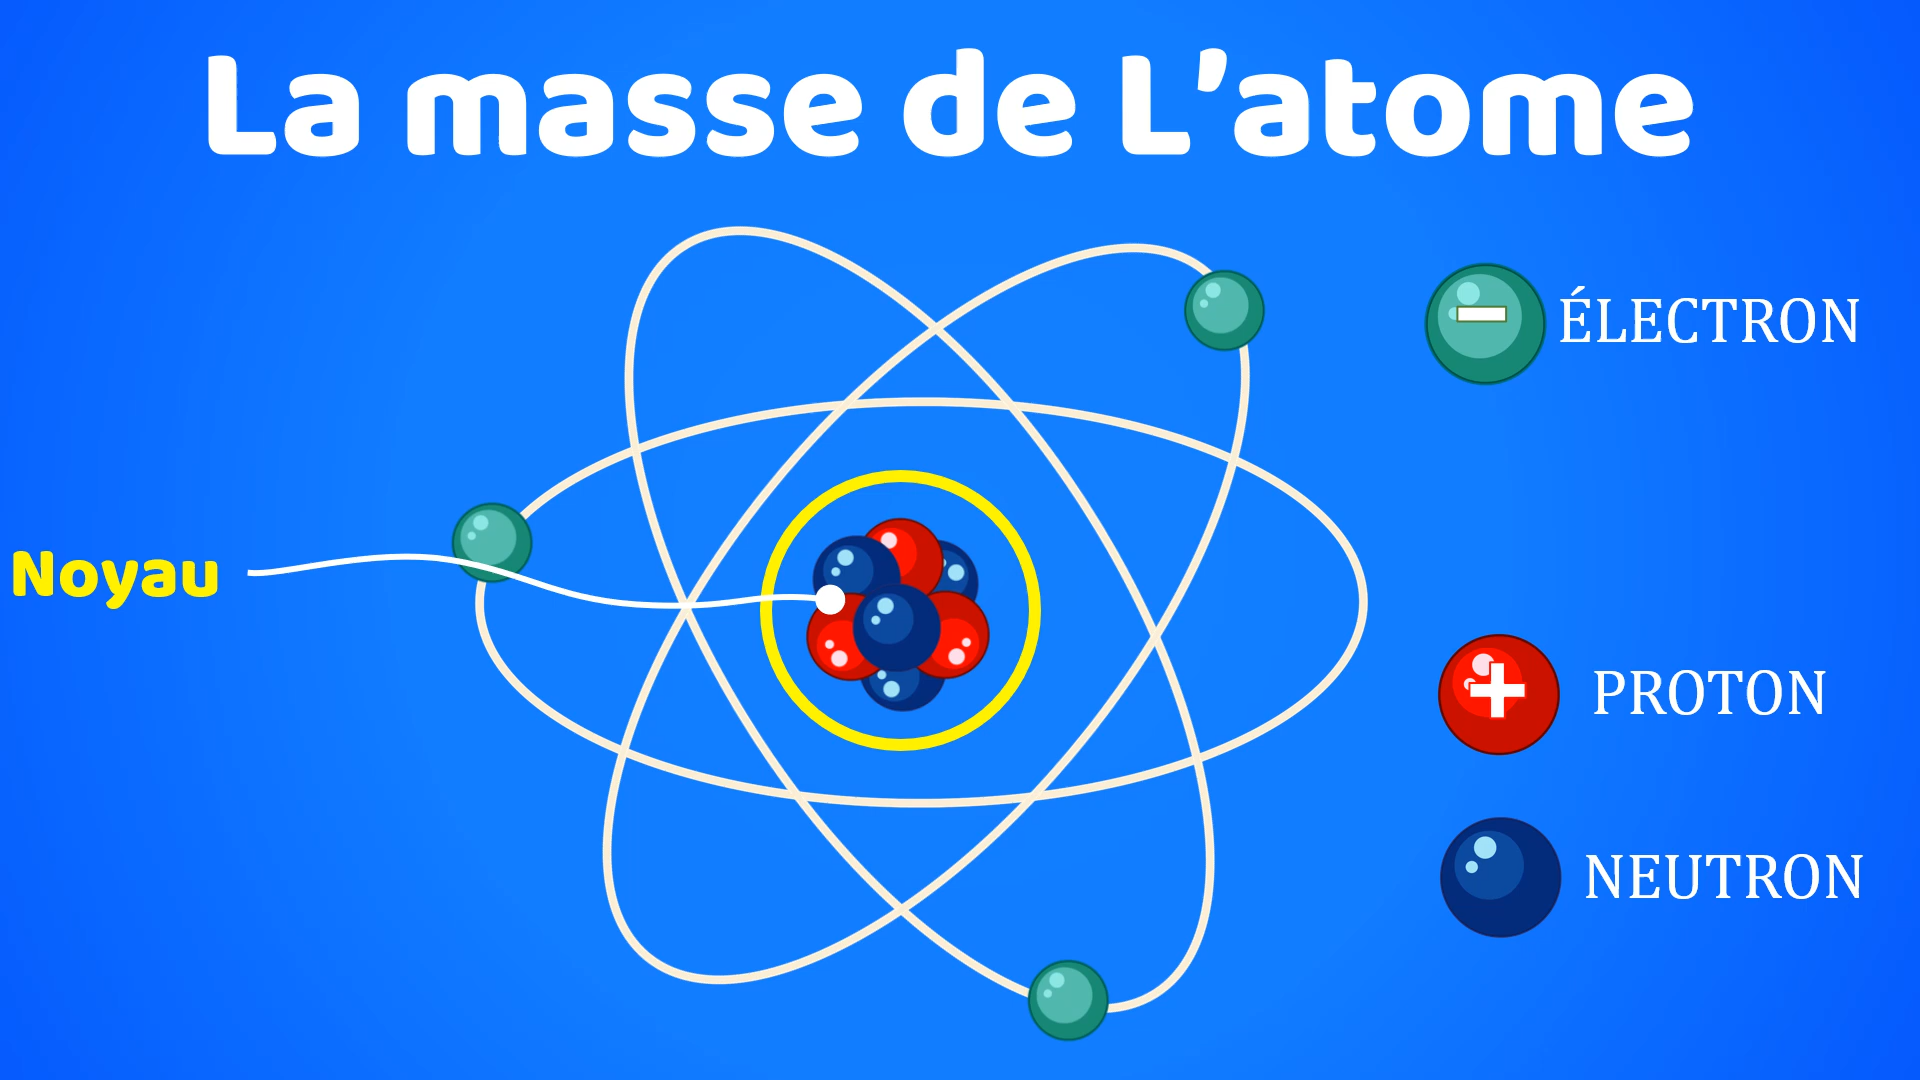 La masse de L’atome
ÉLECTRON
Noyau
PROTON
NEUTRON